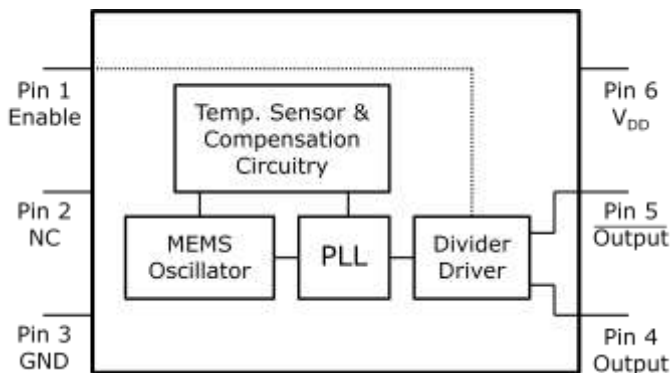 Pin 1
Enable
Pin 2
NC
Pin 3
GND
Temp. Sensor &
Compensation
Circuitry
MEMS
Oscillator
PLL
Divider
Driver
Pin 6
VDD
Pin 5
Output
Pin 4
Output